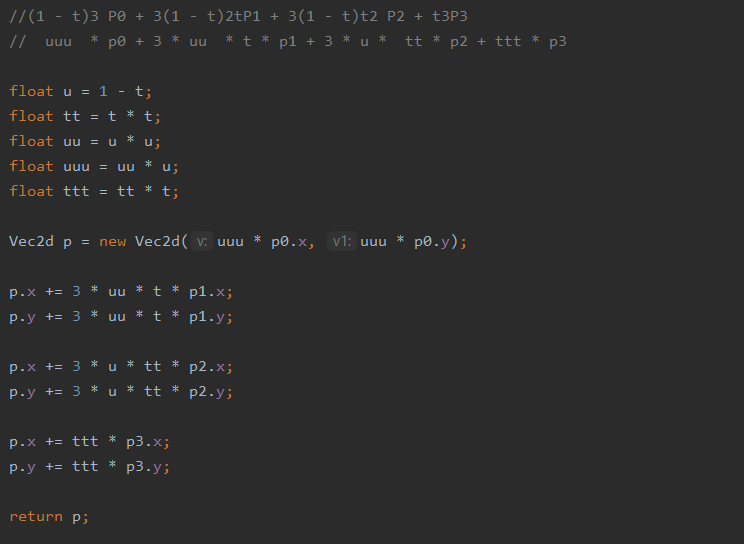 //(1 - t)3 P0 + 3(1 - t)2tP1 + 3(1 - t)t2 P2 + t3P3
//  uuu  * p0 + 3 * uu  * t * p1 + 3 * u *  tt * p2 + ttt * p3
float u = 1 - t;
float tt = t * t;
float uu = u * u;
float uuu = uu * u;
float ttt = tt * t;
Vec2d p = new Vec2d( v: uuu * p0.x, v1: uuu * p0.y);
p.x += 3 * uu * t * p1.x;
p.y += 3 * uu * t * p1.y;
p.x += 3 * u * tt * p2.x;
p.y += 3 * u * tt * p2.y;
p.x += ttt * p3.x;
p.y += ttt * p3.y;
return p;